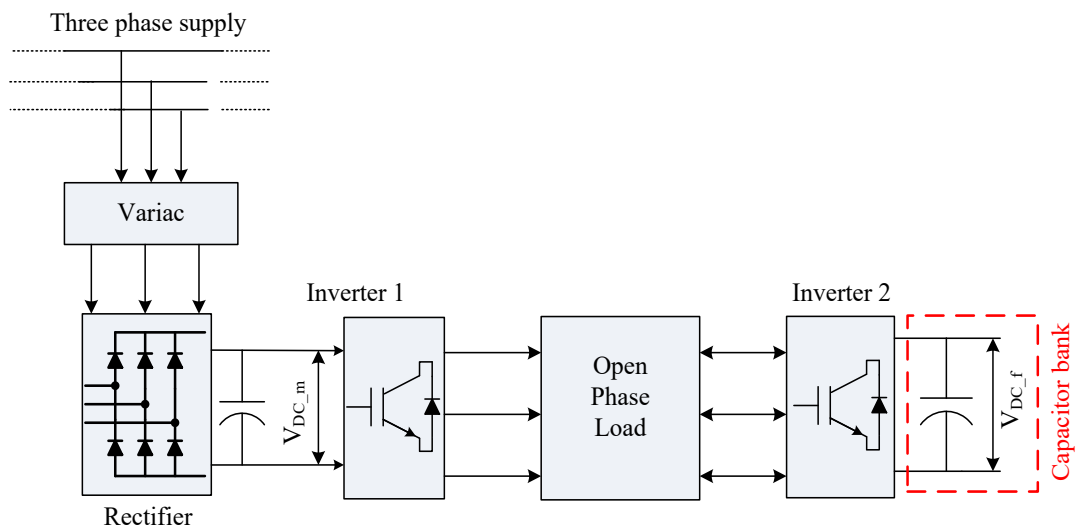 Three phase supply
Variac
Inverter 1
Inverter 2
Open
Phase
Load
V_DC_m
V_DC_f
Capacitor bank
Rectifier